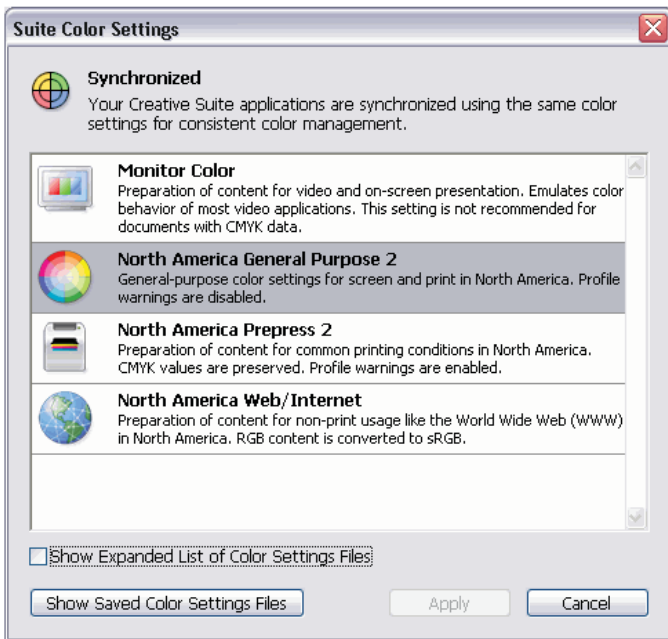 Suite Color Settings
Synchronized
Your Creative Suite applications are synchronized using the same color
settings for consistent color management.
Monitor Color
Preparation of content for video and on-screen presentation. Emulates color
behavior of most video applications. This setting is not recommended for
documents with CMYK data.
North America General Purpose 2
General-purpose color settings for screen and print in North America. Profile
warnings are disabled.
North America Prepress 2
Preparation of content for common printing conditions in North America.
CMYK values are preserved. Profile warnings are enabled.
North America Web/Internet
Preparation of content for non-print usage like the World Wide Web (WWW)
in North America. RGB content is converted to sRGB.
Show Expanded List of Color Settings Files
Show Saved Color Settings Files
Apply
Cancel